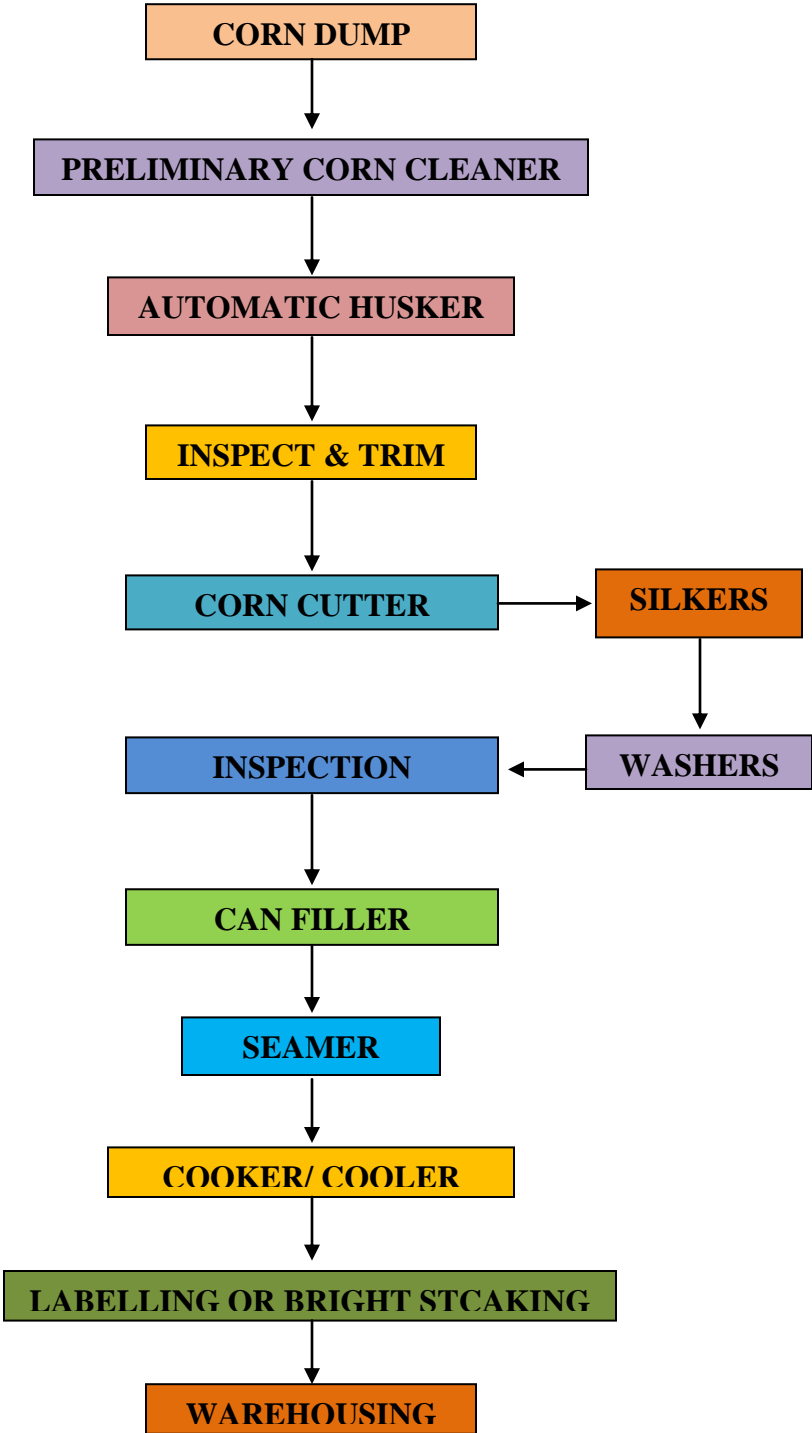 CORN DUMP
PRELIMINARY CORN CLEANER
AUTOMATIC HUSKER
INSPECT & TRIM
CORN CUTTER
SILKERS
WASHERS
INSPECTION
CAN FILLER
SEAMER
COOKER/ COOLER
LABELLING OR BRIGHT STCAKING
WAREHOUSING